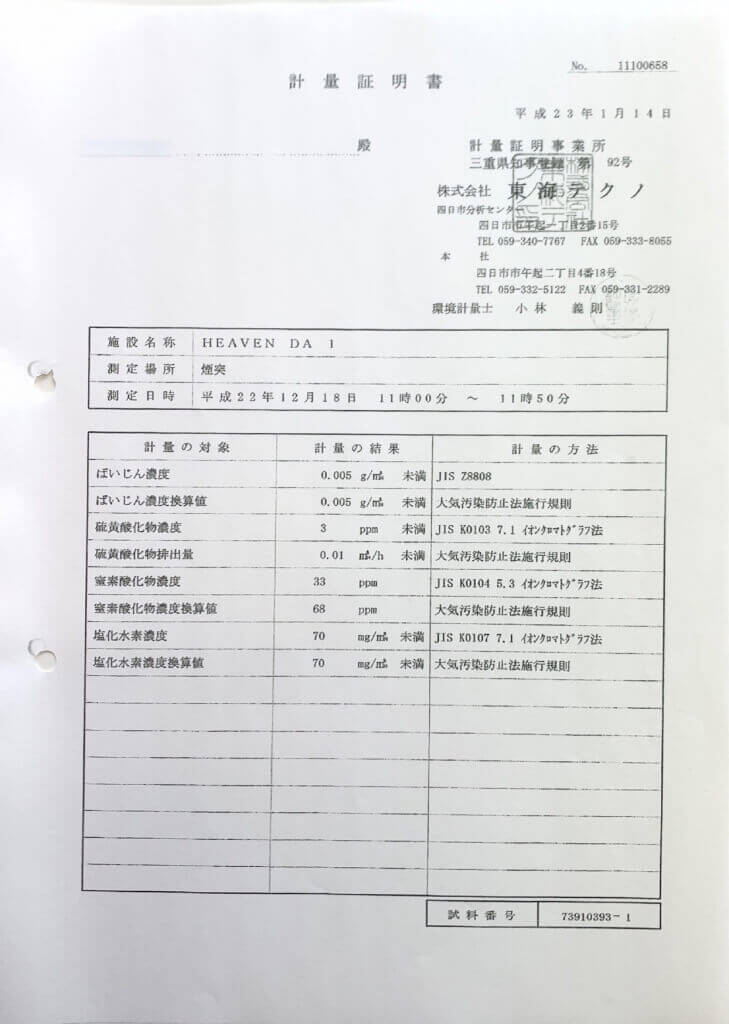 No. 11100658
計量証明書
平成23年1月14日
殿
計量証明事業所
三重県知事登録 第 92号
株式会社 東海テクノ
四日市分析センター
四日市市午起一丁目2番15号
TEL 059-340-7767 FAX 059-333-8055
本社
四日市市午起二丁目4番18号
TEL 059-332-5122 FAX 059-331-2289
環境計量士 小林 義則
施設名称 HEAVEN DA 1
測定場所 煙突
測定日時 平成22年12月18日 11時00分 ～ 11時50分
計量の対象 計量の結果 計量の方法
ばいじん濃度 0.005 g/㎥N 未満 JIS Z8808
ばいじん濃度換算値 0.005 g/㎥N 未満 大気汚染防止法施行規則
硫黄酸化物濃度 3 ppm 未満 JIS K0103 7.1 ｲｵﾝｸﾛﾏﾄｸﾞﾗﾌ法
硫黄酸化物排出量 0.01 ㎥N/h 未満 大気汚染防止法施行規則
窒素酸化物濃度 33 ppm JIS K0104 5.3 ｲｵﾝｸﾛﾏﾄｸﾞﾗﾌ法
窒素酸化物濃度換算値 68 ppm 大気汚染防止法施行規則
塩化水素濃度 70 mg/㎥N 未満 JIS K0107 7.1 ｲｵﾝｸﾛﾏﾄｸﾞﾗﾌ法
塩化水素濃度換算値 70 mg/㎥N 未満 大気汚染防止法施行規則
試料番号 73910393-1